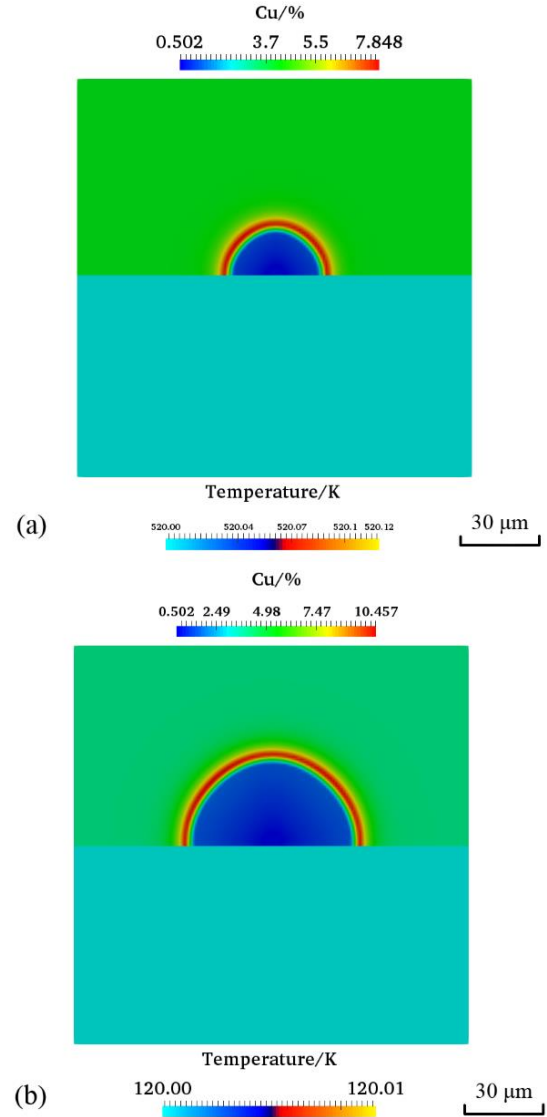 Cu/%
0.502 3.7 5.5 7.848
Temperature/K
(a)
520.00 520.04 520.07 520.1 520.12
30 μm
Cu/%
0.502 2.49 4.98 7.47 10.457
Temperature/K
(b)
120.00 120.01
30 μm